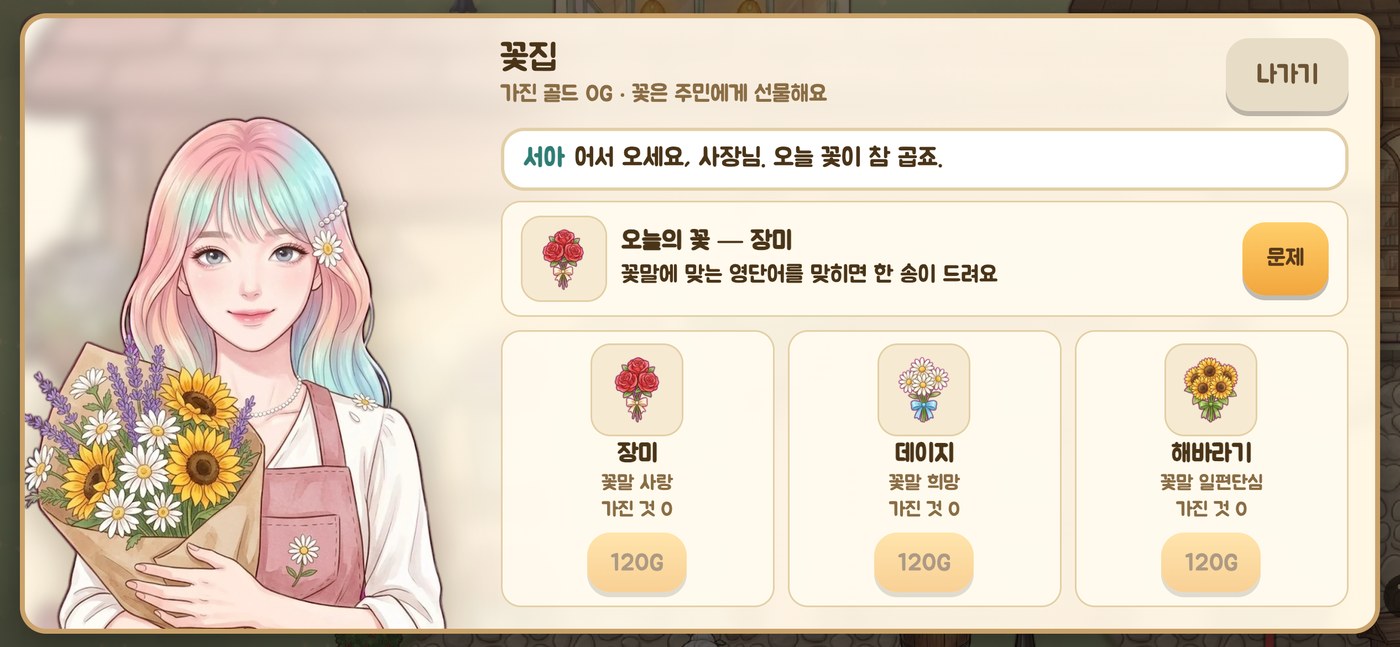 꽃집
가진 골드 0G · 꽃은 주민에게 선물해요
나가기
서아 어서 오세요, 사장님. 오늘 꽃이 참 곱죠.
오늘의 꽃 — 장미
꽃말에 맞는 영단어를 맞히면 한 송이 드려요
문제
장미
꽃말 사랑
가진 것 0
120G
데이지
꽃말 희망
가진 것 0
120G
해바라기
꽃말 일편단심
가진 것 0
120G